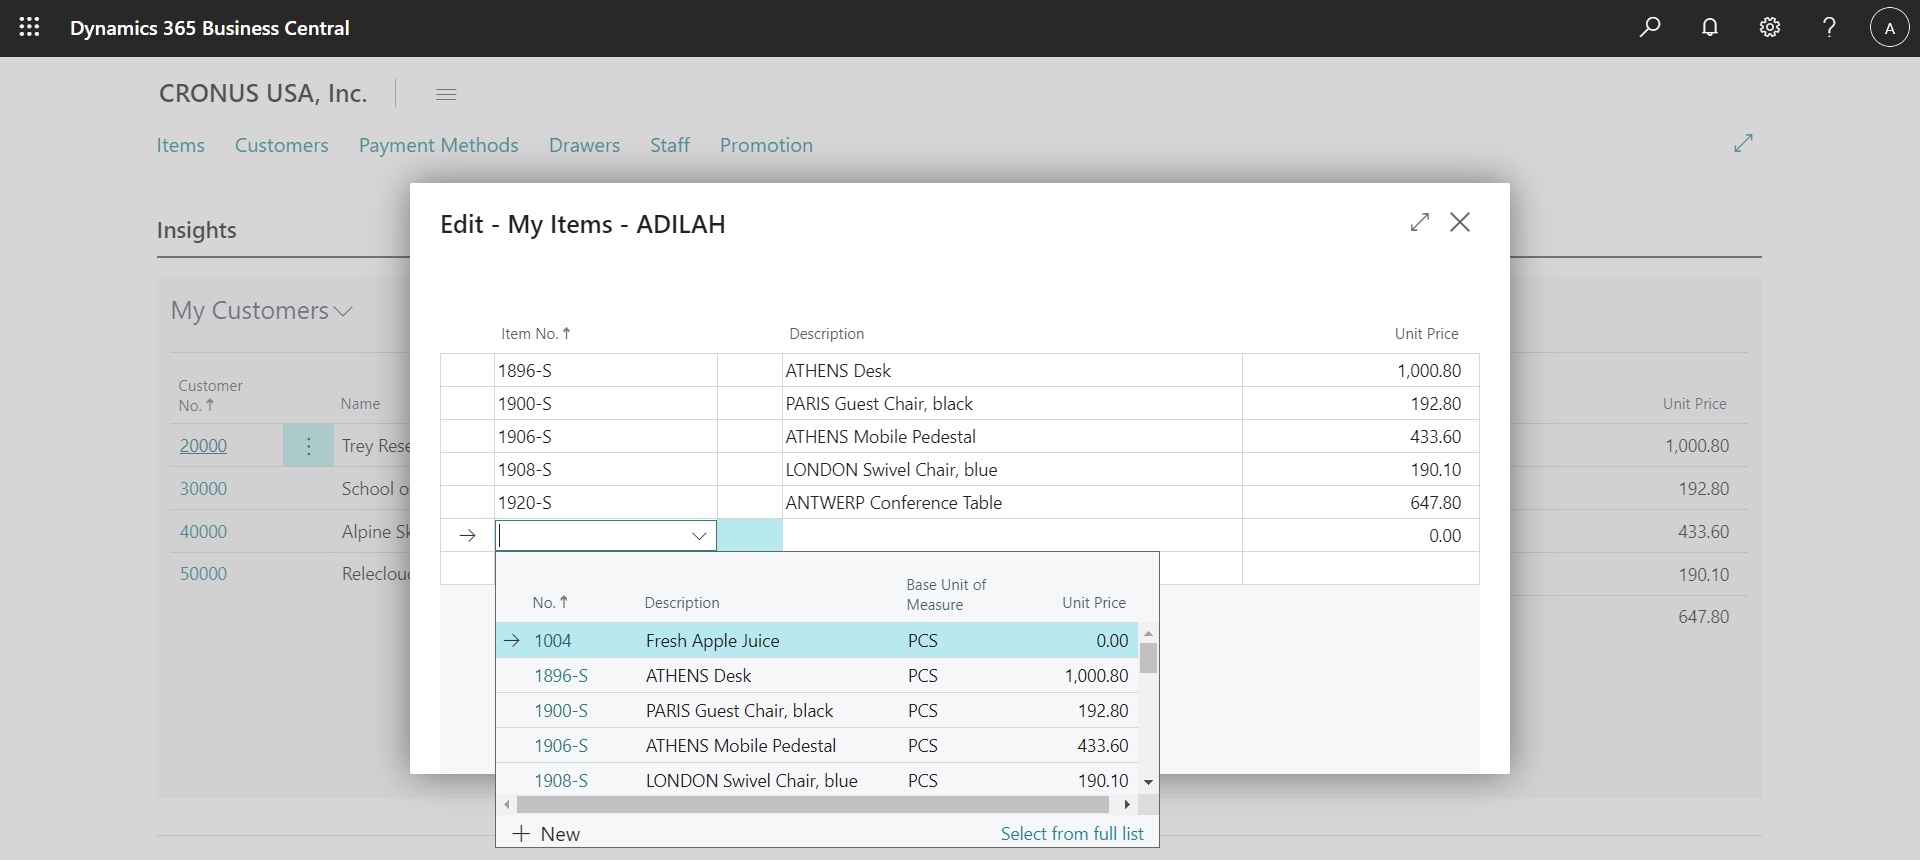 Dynamics 365 Business Central
A
CRONUS USA, Inc.
Items Customers Payment Methods Drawers Staff Promotion
Insights
My Customers
Customer
No. ↑ Name
20000 Trey Rese
30000 School o
40000 Alpine Sk
50000 Relecloud
Edit - My Items - ADILAH
Item No. ↑ Description Unit Price
1896-S ATHENS Desk 1,000.80
1900-S PARIS Guest Chair, black 192.80
1906-S ATHENS Mobile Pedestal 433.60
1908-S LONDON Swivel Chair, blue 190.10
1920-S ANTWERP Conference Table 647.80
0.00
No. ↑ Description Base Unit of
Measure Unit Price
1004 Fresh Apple Juice PCS 0.00
1896-S ATHENS Desk PCS 1,000.80
1900-S PARIS Guest Chair, black PCS 192.80
1906-S ATHENS Mobile Pedestal PCS 433.60
1908-S LONDON Swivel Chair, blue PCS 190.10
New Select from full list
Unit Price
1,000.80
192.80
433.60
190.10
647.80